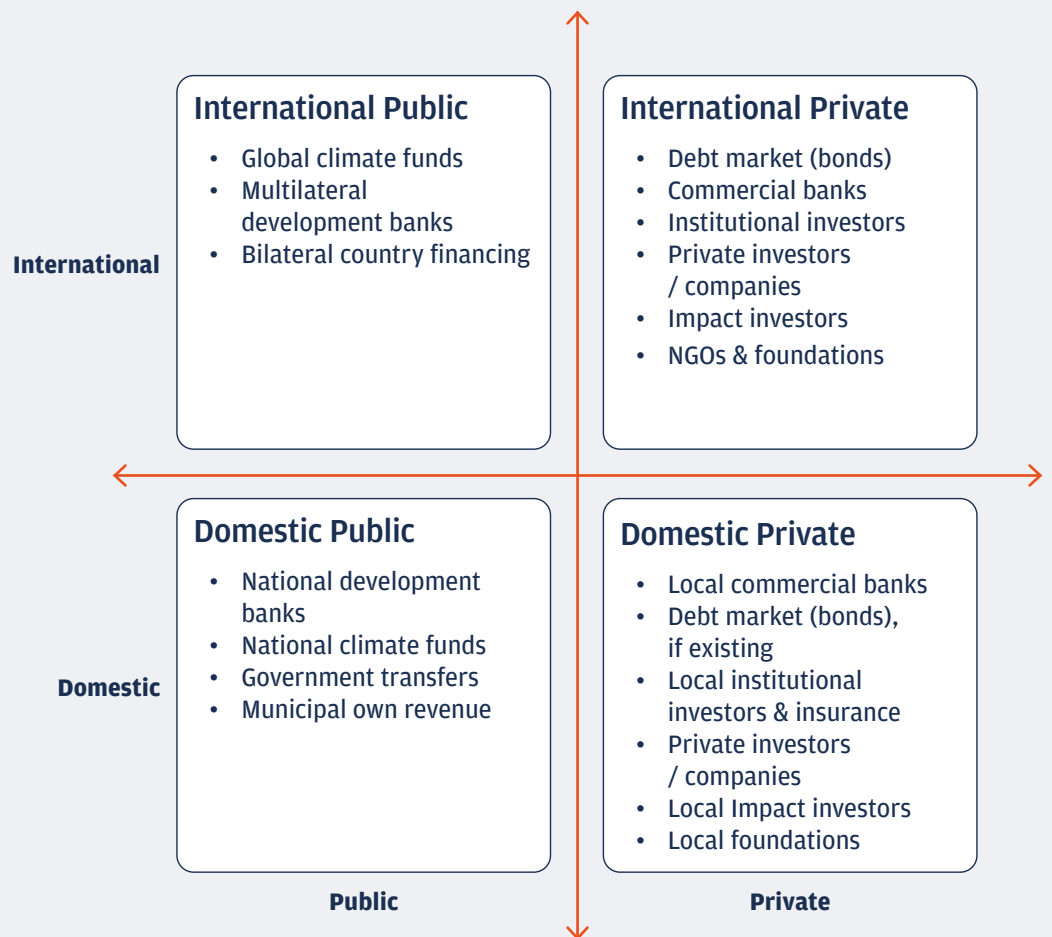 International Public
• Global climate funds
• Multilateral
development banks
• Bilateral country financing
International Private
• Debt market (bonds)
• Commercial banks
• Institutional investors
• Private investors
/ companies
• Impact investors
• NGOs & foundations
International
Domestic Public
• National development
banks
• National climate funds
• Government transfers
• Municipal own revenue
Domestic Private
• Local commercial banks
• Debt market (bonds),
if existing
• Local institutional
investors & insurance
• Private investors
/ companies
• Local Impact investors
• Local foundations
Domestic
Public
Private